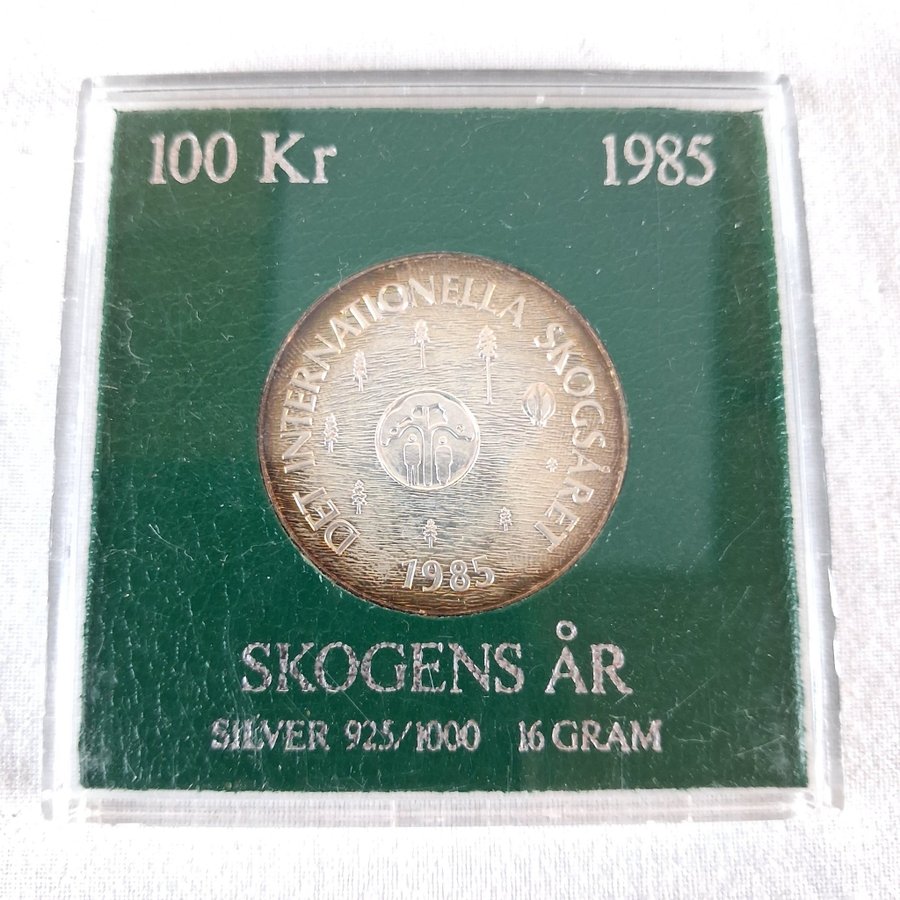 100 Kr 1985
DET INTERNATIONELLA SKOGSÅRET
1985
SKOGENS ÅR
SILVER 925/1000 16 GRAM